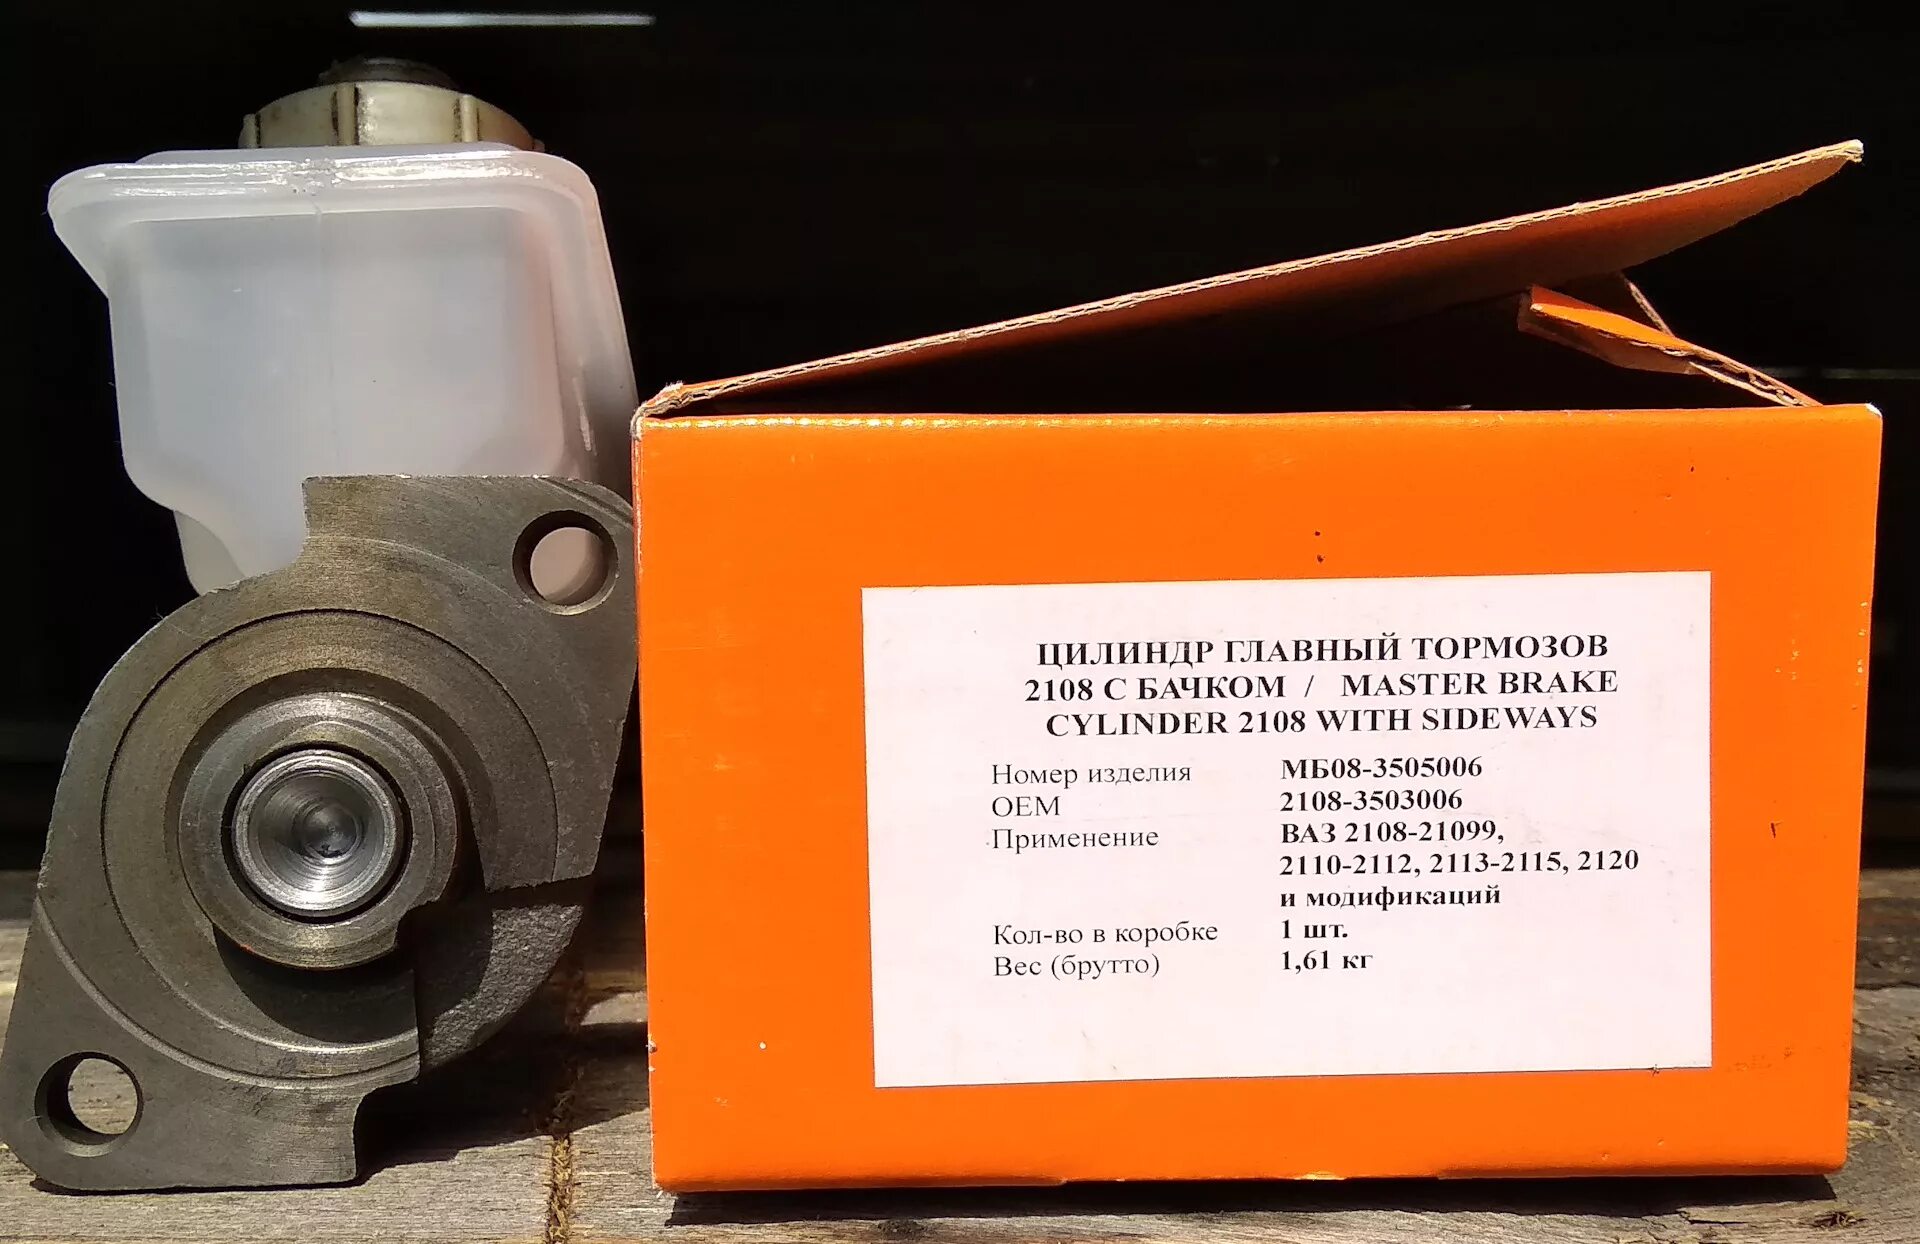 ЦИЛИНДР ГЛАВНЫЙ ТОРМОЗОВ
2108 С БАЧКОМ / MASTER BRAKE
CYLINDER 2108 WITH SIDEWAYS
Номер изделия МБ08-3505006
OEM 2108-3503006
Применение ВАЗ 2108-21099,
2110-2112, 2113-2115, 2120
и модификаций
Кол-во в коробке 1 шт.
Вес (брутто) 1,61 кг